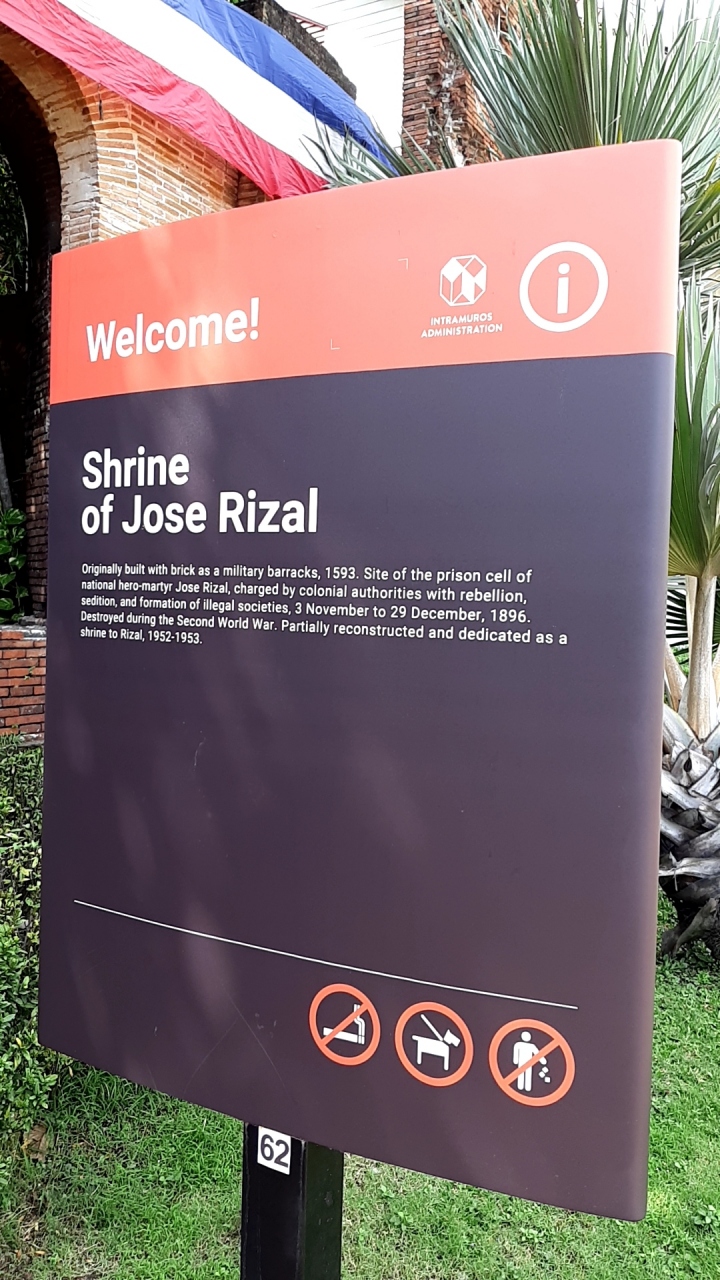 Welcome!
INTRAMUROS
ADMINISTRATION
i
Shrine
of Jose Rizal
Originally built with brick as a military barracks, 1593. Site of the prison cell of
national hero-martyr Jose Rizal, charged by colonial authorities with rebellion,
sedition, and formation of illegal societies, 3 November to 29 December, 1896.
Destroyed during the Second World War. Partially reconstructed and dedicated as a
shrine to Rizal, 1952-1953.
62